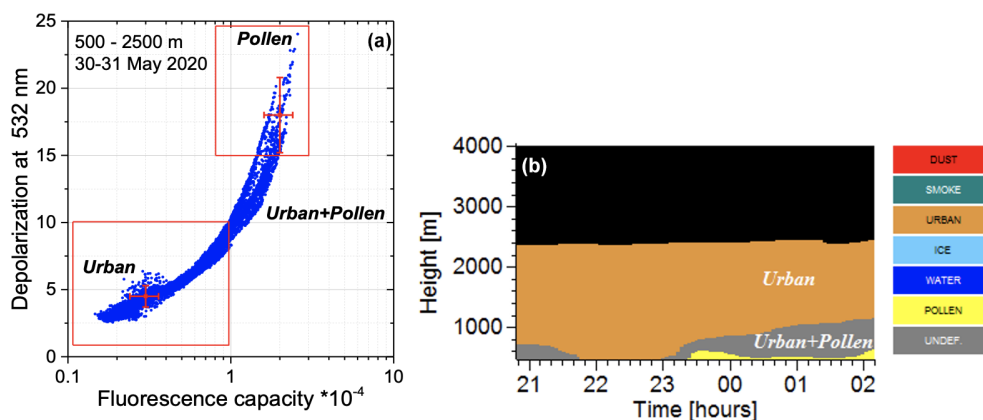 25
20
15
10
5
0
Depolarization at 532 nm
500 - 2500 m
30-31 May 2020
Pollen
(a)
Urban+Pollen
Urban
0.1
1
10
Fluorescence capacity *10⁻⁴
4000
3000
2000
1000
Height [m]
(b)
Urban
Urban+Pollen
21
22
23
00
01
02
Time [hours]
DUST
SMOKE
URBAN
ICE
WATER
POLLEN
UNDEF.